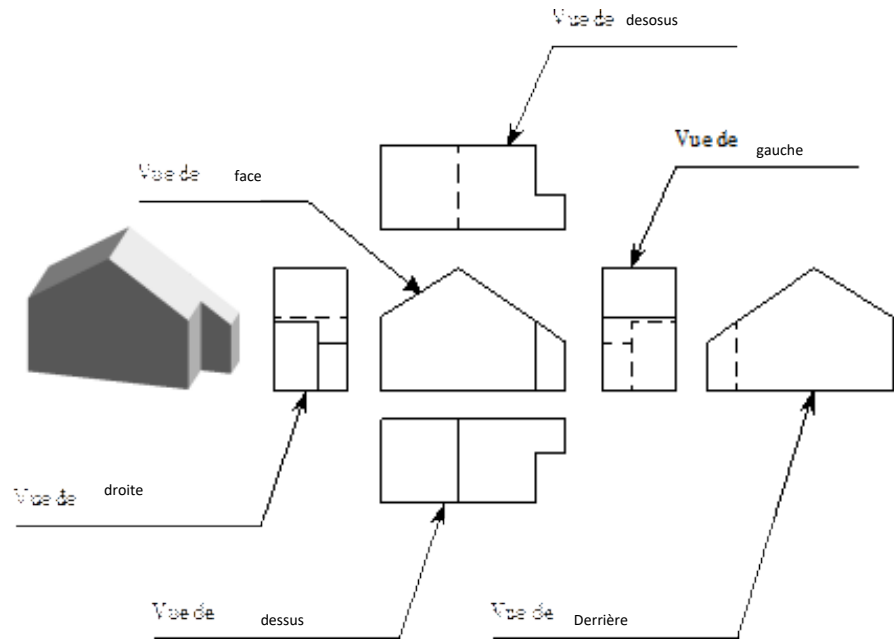 Vue de desosus
Vue de gauche
Vue de face
Vue de droite
Vue de dessus
Vue de Derrière